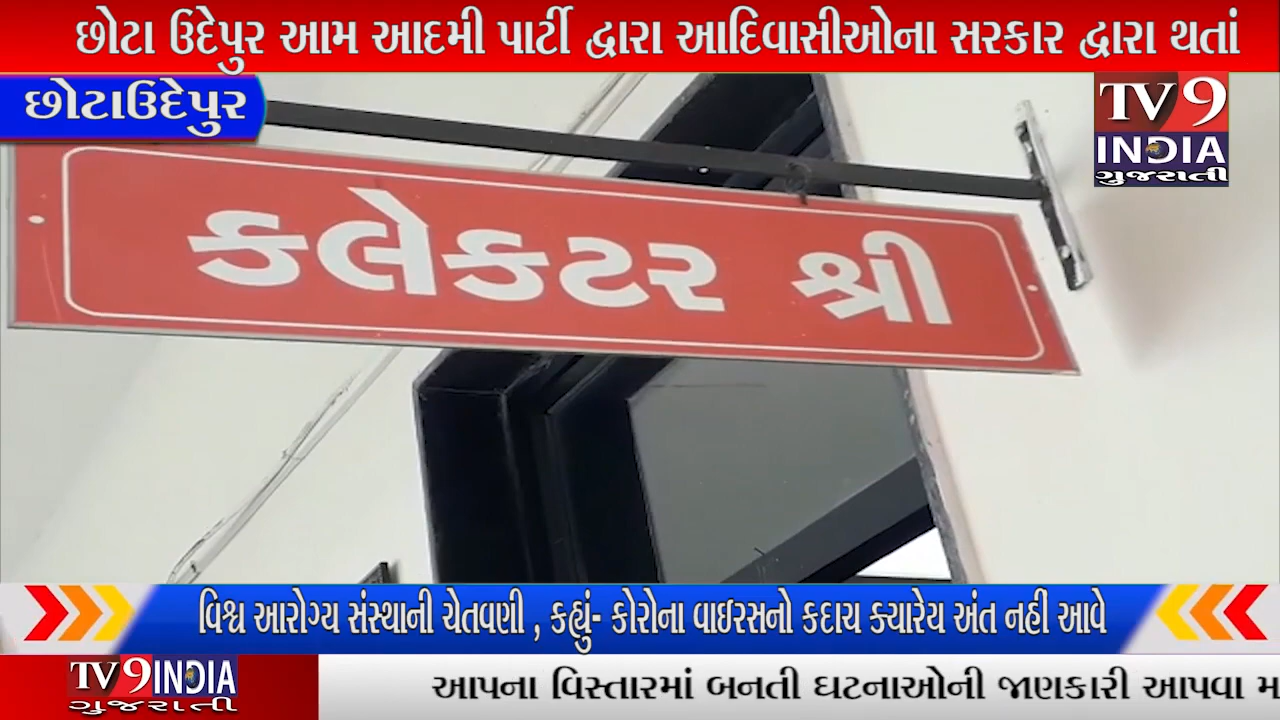 છોટા ઉદેપુર આમ આદમી પાર્ટી દ્વારા આદિવાસીઓના સરકાર દ્વારા થતાં
છોટાઉદેપુર
TV9
INDIA
ગુજરાતી
કલેકટર શ્રી
વિશ્વ આરોગ્ય સંસ્થાની ચેતવણી , કહ્યું- કોરોના વાઇરસનો કદાચ ક્યારેય અંત નહીં આવે
TV9INDIA
ગુજરાતી
આપના વિસ્તારમાં બનતી ઘટનાઓની જાણકારી આપવા મ